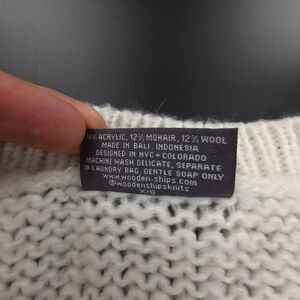 ACRYLIC, 12% MOHAIR, 12% WOOL
MADE IN BALI, INDONESIA
DESIGNED IN NYC + COLORADO
MACHINE WASH DELICATE, SEPARATE
IN LAUNDRY BAG, GENTLE SOAP ONLY
www.wooden-ships.com
@woodenshipsknits
X/S